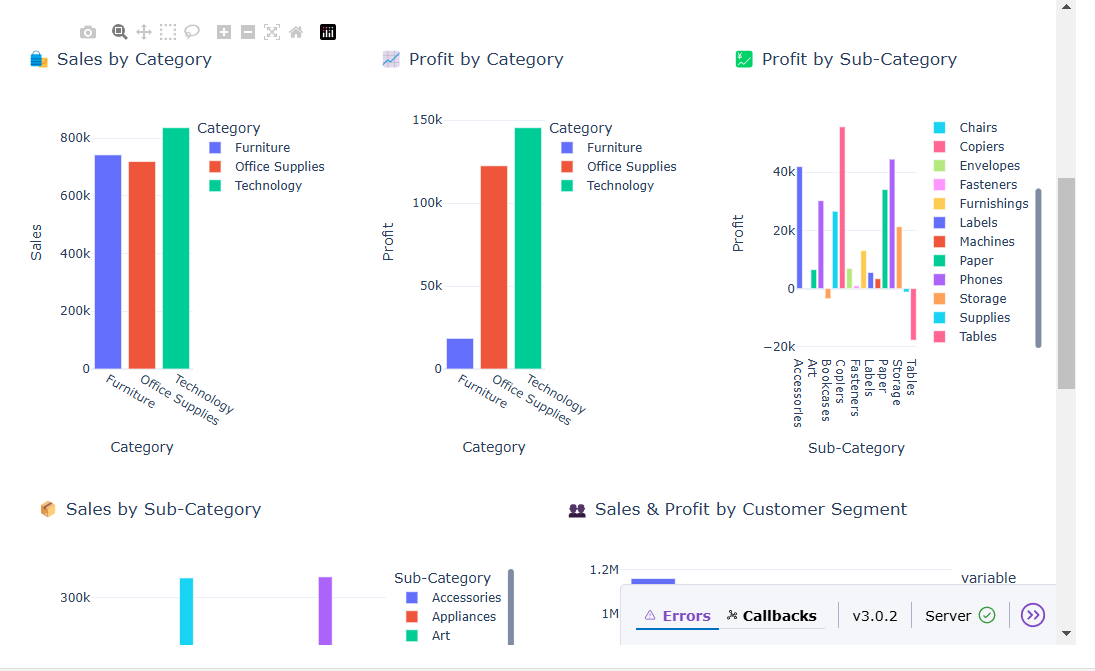 Sales by Category
Profit by Category
Profit by Sub-Category
Sales
800k
600k
400k
200k
0
Category
Furniture
Office Supplies
Technology
Furniture
Office Supplies
Technology
Category
Profit
150k
100k
50k
0
Category
Furniture
Office Supplies
Technology
Furniture
Office Supplies
Technology
Category
Profit
40k
20k
0
−20k
Chairs
Copiers
Envelopes
Fasteners
Furnishings
Labels
Machines
Paper
Phones
Storage
Supplies
Tables
Accessories
Art
Bookcases
Copiers
Fasteners
Labels
Paper
Storage
Tables
Sub-Category
Sales by Sub-Category
Sales & Profit by Customer Segment
300k
Sub-Category
Accessories
Appliances
Art
1.2M
1M
variable
Errors Callbacks v3.0.2 Server